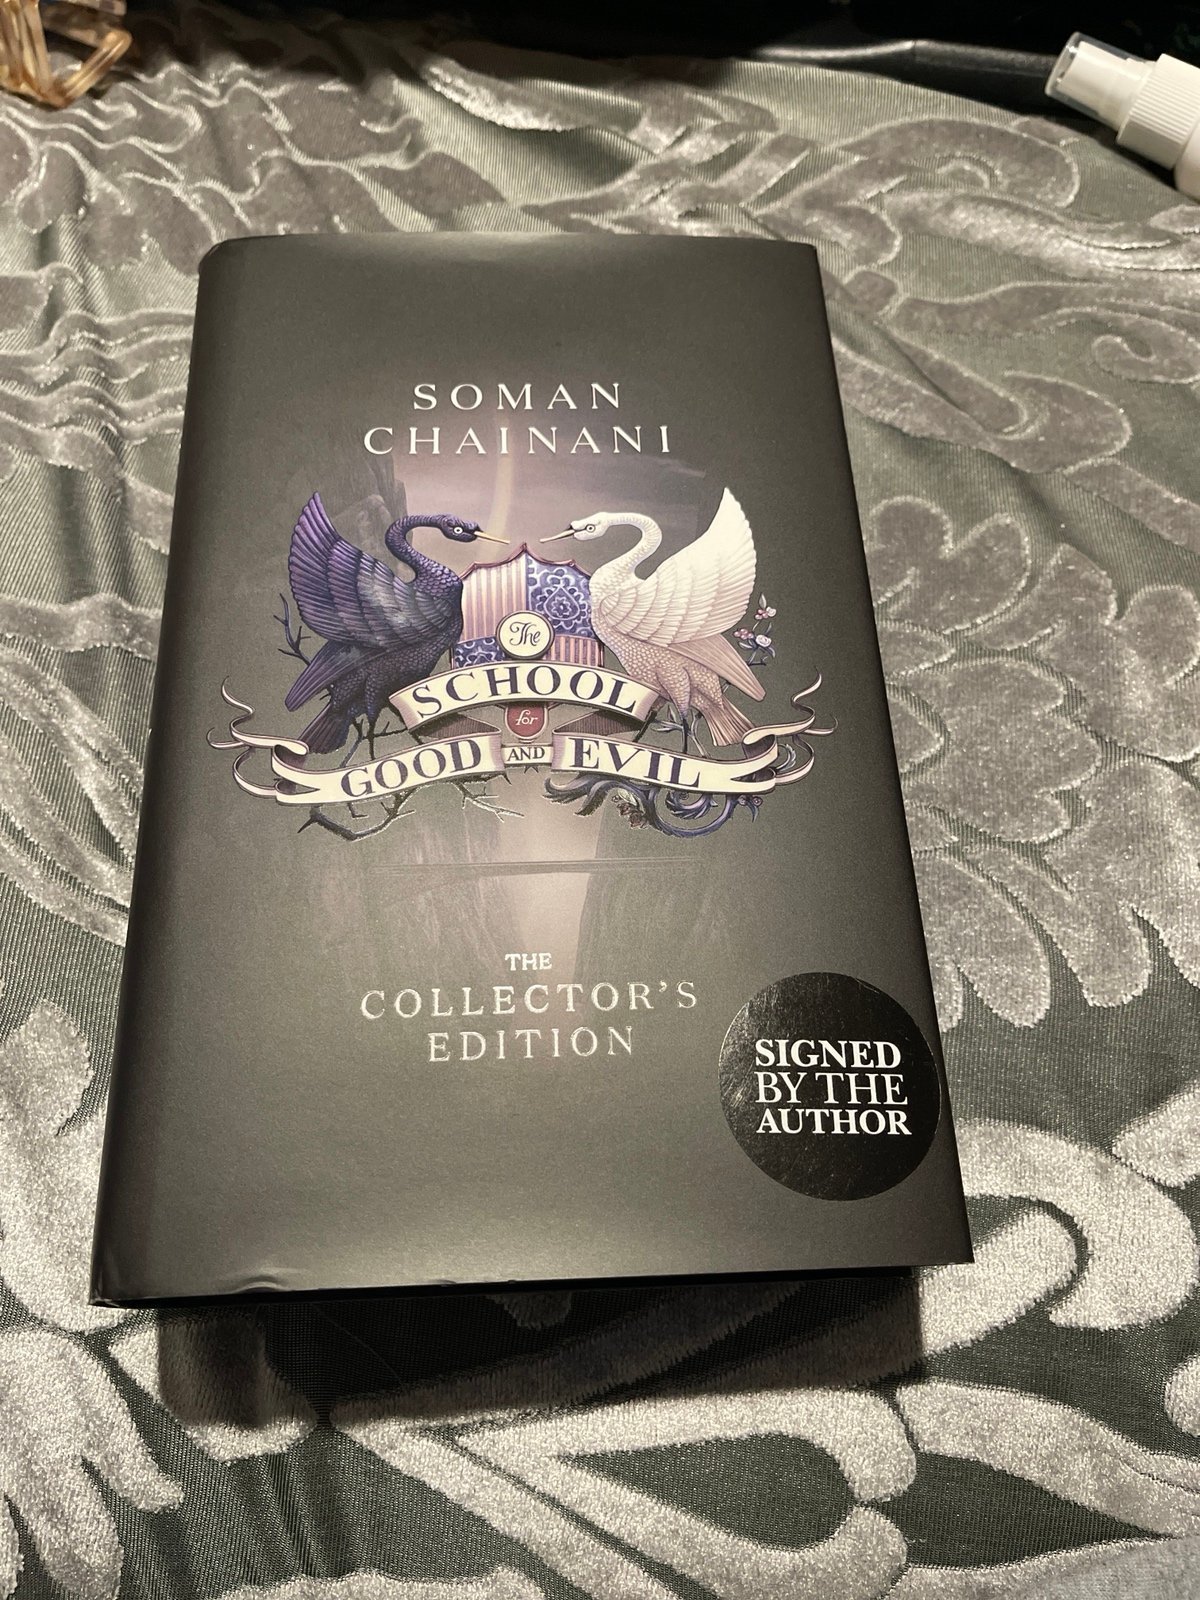 SOMAN
CHAINANI
The
SCHOOL
for
GOOD AND EVIL
THE
COLLECTOR'S
EDITION
SIGNED
BY THE
AUTHOR